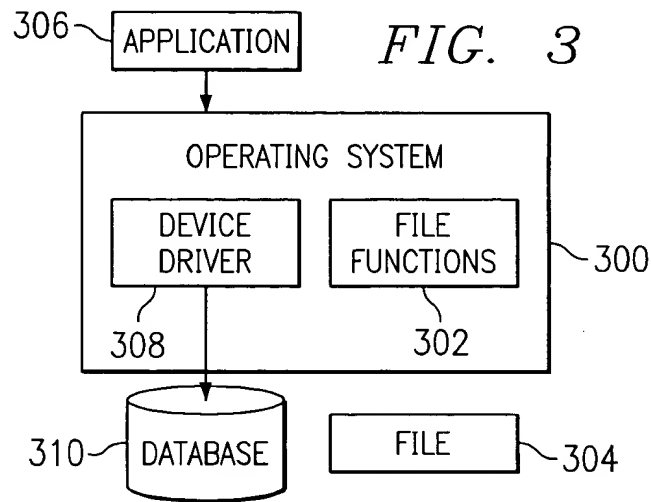 306
APPLICATION
FIG. 3
OPERATING SYSTEM
DEVICE
DRIVER
FILE
FUNCTIONS
300
308
302
310
DATABASE
FILE
304